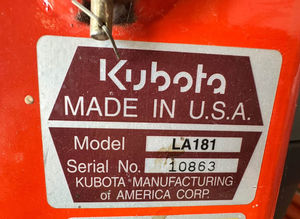 Kubota
MADE IN U.S.A.
Model LA181
Serial No. 10863
KUBOTA MANUFACTURING
of AMERICA CORP.